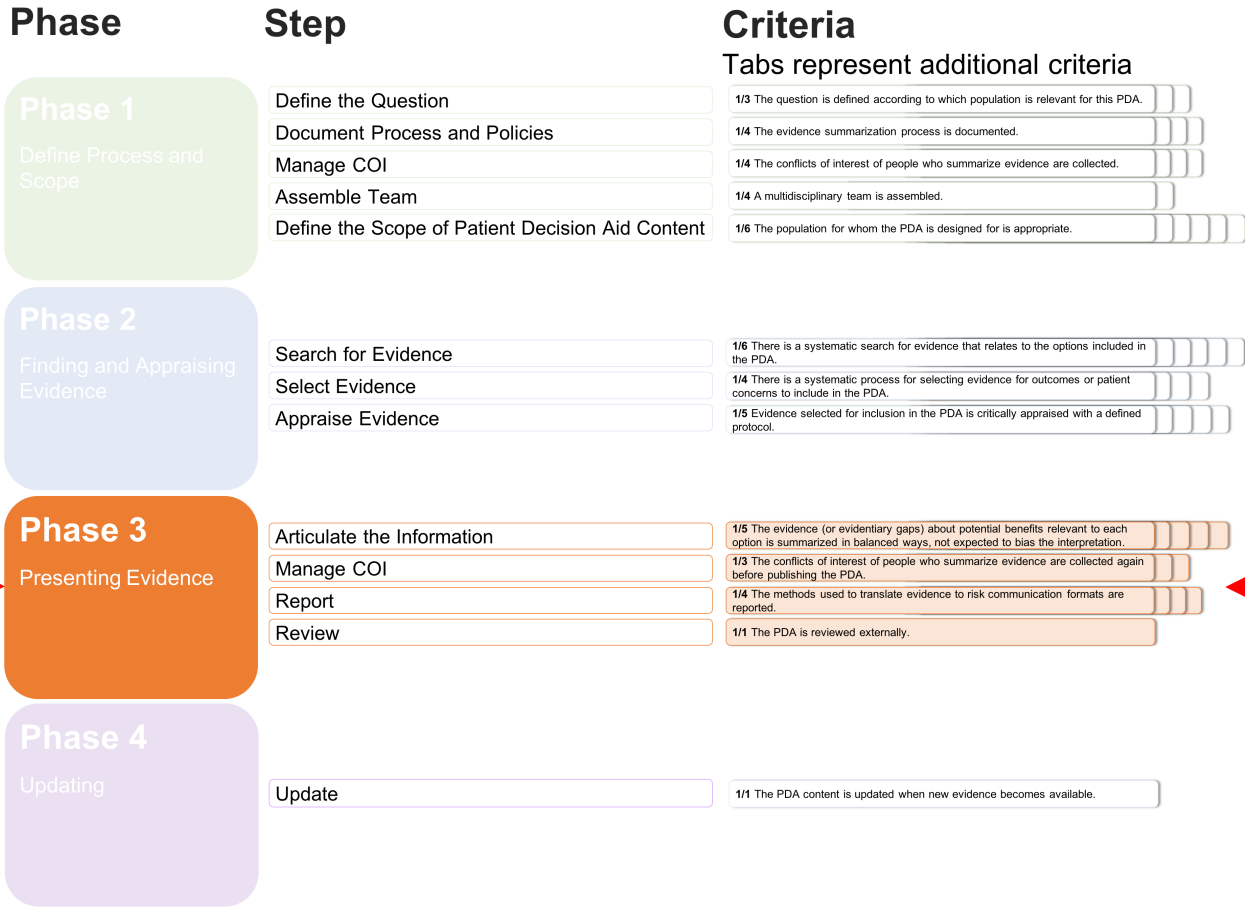 Phase
Step
Criteria
Tabs represent additional criteria
Phase 1
Define Process and
Scope
Define the Question
1/3 The question is defined according to which population is relevant for this PDA.
Document Process and Policies
1/4 The evidence summarization process is documented.
Manage COI
1/4 The conflicts of interest of people who summarize evidence are collected.
Assemble Team
1/4 A multidisciplinary team is assembled.
Define the Scope of Patient Decision Aid Content
1/6 The population for whom the PDA is designed for is appropriate.
Phase 2
Finding and Appraising
Evidence
Search for Evidence
1/6 There is a systematic search for evidence that relates to the options included in
the PDA.
Select Evidence
1/4 There is a systematic process for selecting evidence for outcomes or patient
concerns to include in the PDA.
Appraise Evidence
1/5 Evidence selected for inclusion in the PDA is critically appraised with a defined
protocol.
Phase 3
Presenting Evidence
Articulate the Information
1/5 The evidence (or evidentiary gaps) about potential benefits relevant to each
option is summarized in balanced ways, not expected to bias the interpretation.
Manage COI
1/3 The conflicts of interest of people who summarize evidence are collected again
before publishing the PDA.
Report
1/4 The methods used to translate evidence to risk communication formats are
reported.
Review
1/1 The PDA is reviewed externally.
Phase 4
Updating
Update
1/1 The PDA content is updated when new evidence becomes available.